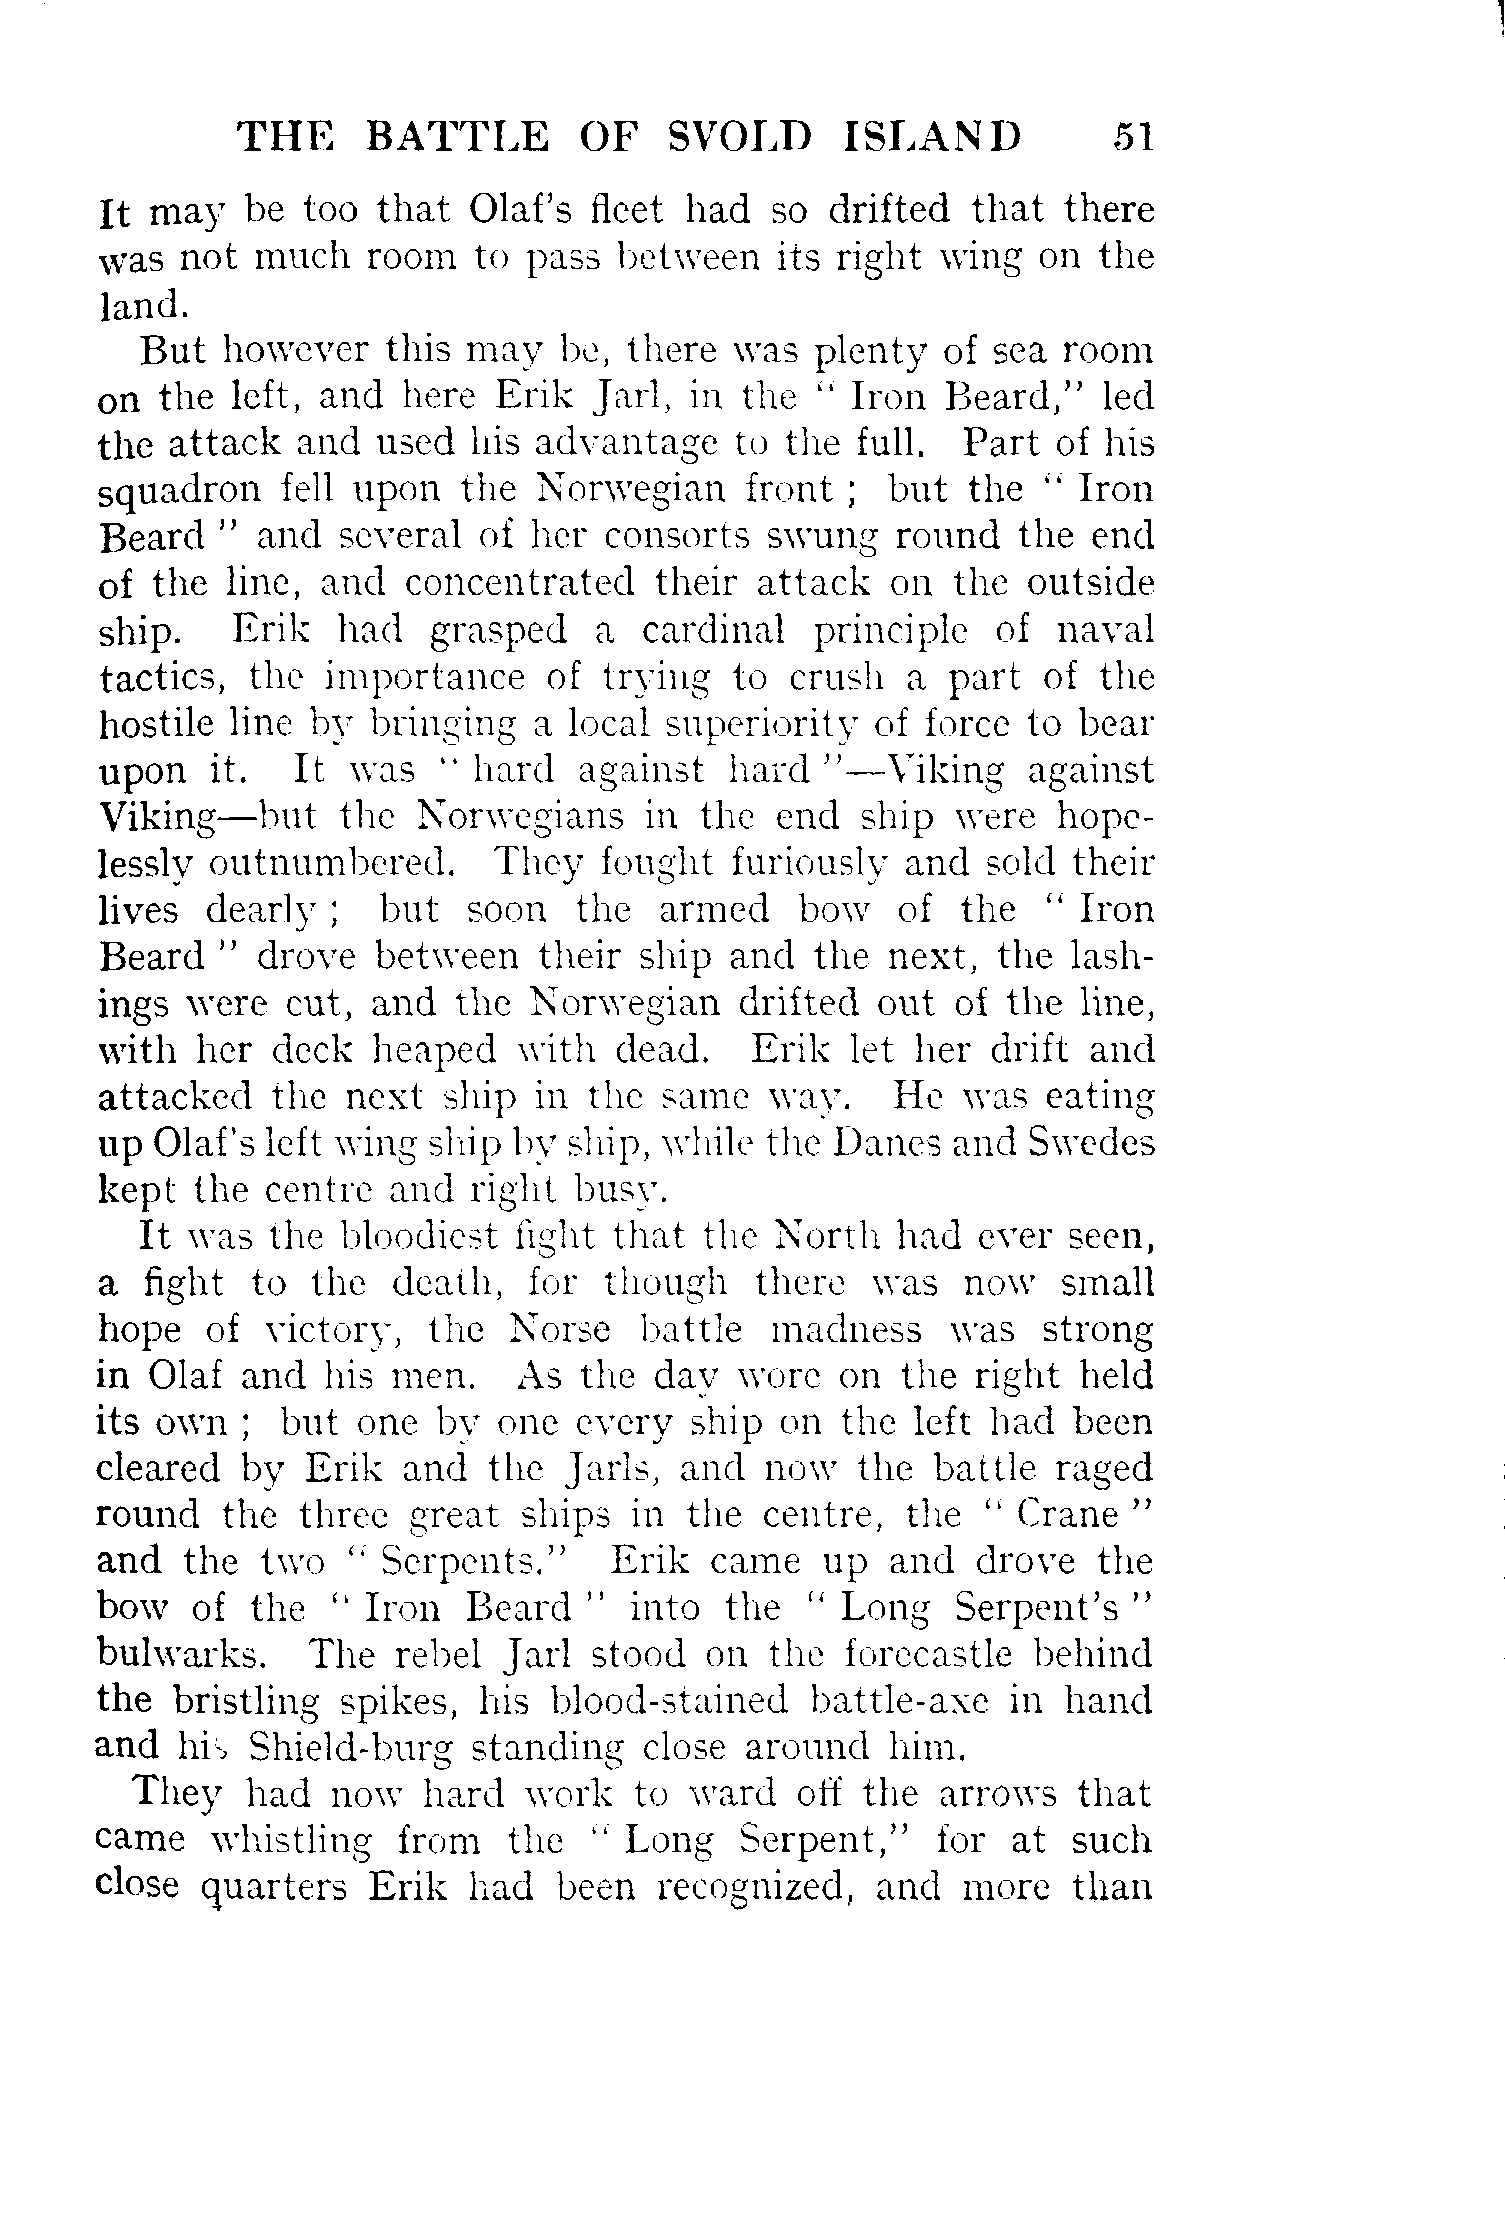 THE BATTLE OF SVOLD ISLAND 51
It may be too that Olaf's fleet had so drifted that there
was not much room to pass between its right wing on the
land.
But however this may be, there was plenty of sea room
on the left, and here Erik Jarl, in the " Iron Beard," led
the attack and used his advantage to the full. Part of his
squadron fell upon the Norwegian front ; but the " Iron
Beard " and several of her consorts swung round the end
of the line, and concentrated their attack on the outside
ship. Erik had grasped a cardinal principle of naval
tactics, the importance of trying to crush a part of the
hostile line by bringing a local superiority of force to bear
upon it. It was " hard against hard "—Viking against
Viking—but the Norwegians in the end ship were hope-
lessly outnumbered. They fought furiously and sold their
lives dearly ; but soon the armed bow of the " Iron
Beard " drove between their ship and the next, the lash-
ings were cut, and the Norwegian drifted out of the line,
with her deck heaped with dead. Erik let her drift and
attacked the next ship in the same way. He was eating
up Olaf's left wing ship by ship, while the Danes and Swedes
kept the centre and right busy.
It was the bloodiest fight that the North had ever seen,
a fight to the death, for though there was now small
hope of victory, the Norse battle madness was strong
in Olaf and his men. As the day wore on the right held
its own ; but one by one every ship on the left had been
cleared by Erik and the Jarls, and now the battle raged
round the three great ships in the centre, the " Crane "
and the two " Serpents." Erik came up and drove the
bow of the " Iron Beard " into the " Long Serpent's "
bulwarks. The rebel Jarl stood on the forecastle behind
the bristling spikes, his blood-stained battle-axe in hand
and his Shield-burg standing close around him.
They had now hard work to ward off the arrows that
came whistling from the " Long Serpent," for at such
close quarters Erik had been recognized, and more than